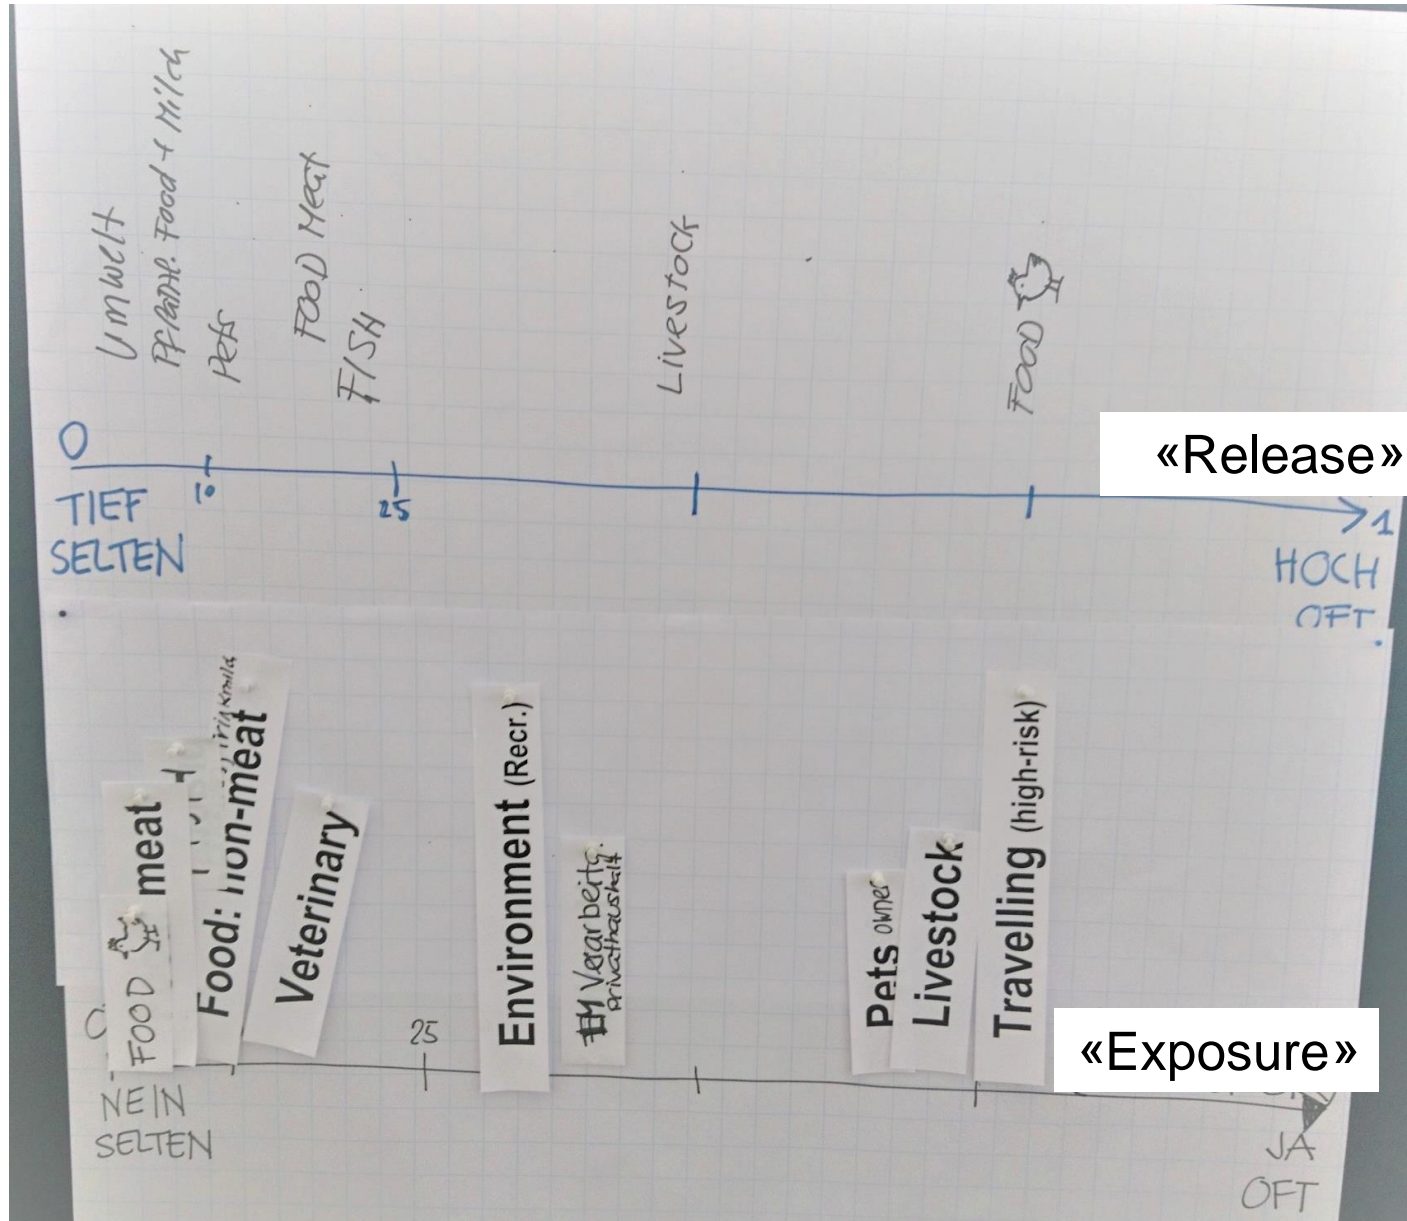 Umwelt
Pflanzl. Food + Milch
Pets
FOOD Meat
FISH
Livestock
FOOD
«Release»
0
10
25
1
TIEF
SELTEN
HOCH
OFT
meat
FOOD
Food: non-meat
Veterinary
Environment (Recr.)
Verarbeitg.
Privathaushalt
Pets owner
Livestock
Travelling (high-risk)
«Exposure»
25
NEIN
SELTEN
JA
OFT